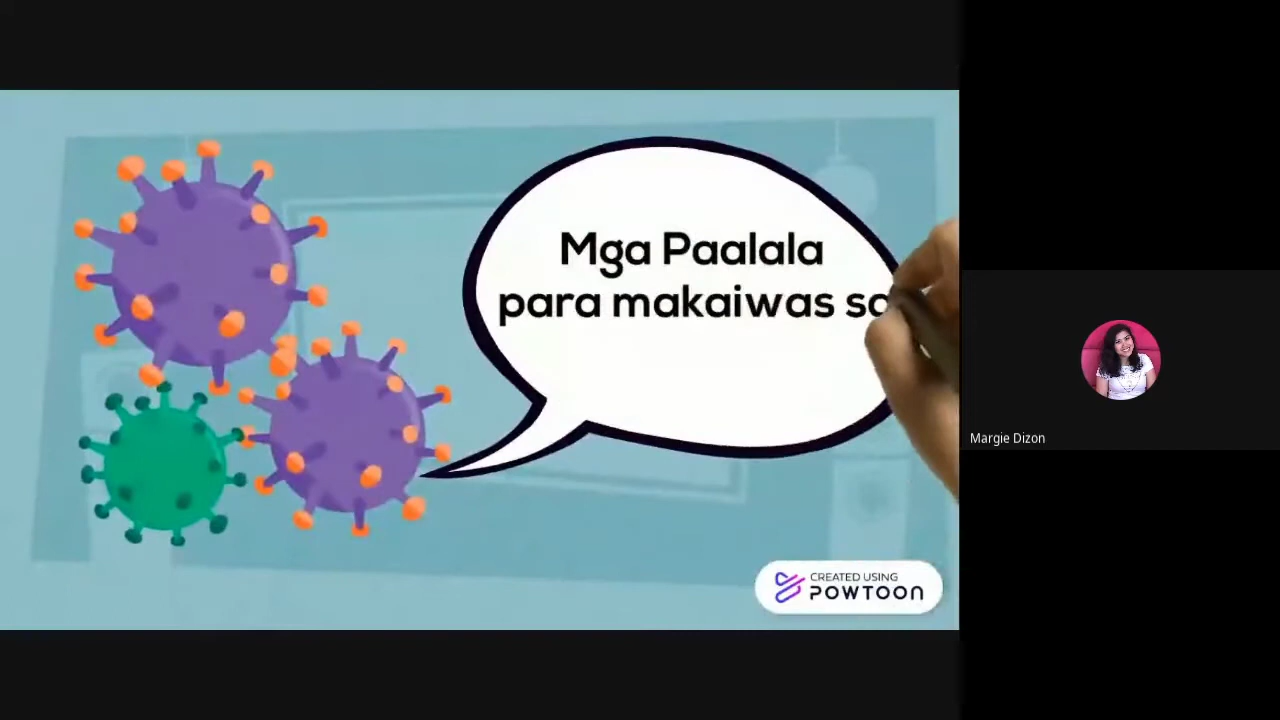 Mga Paalala
para makaiwas sa
CREATED USING
POWTOON
Margie Dizon